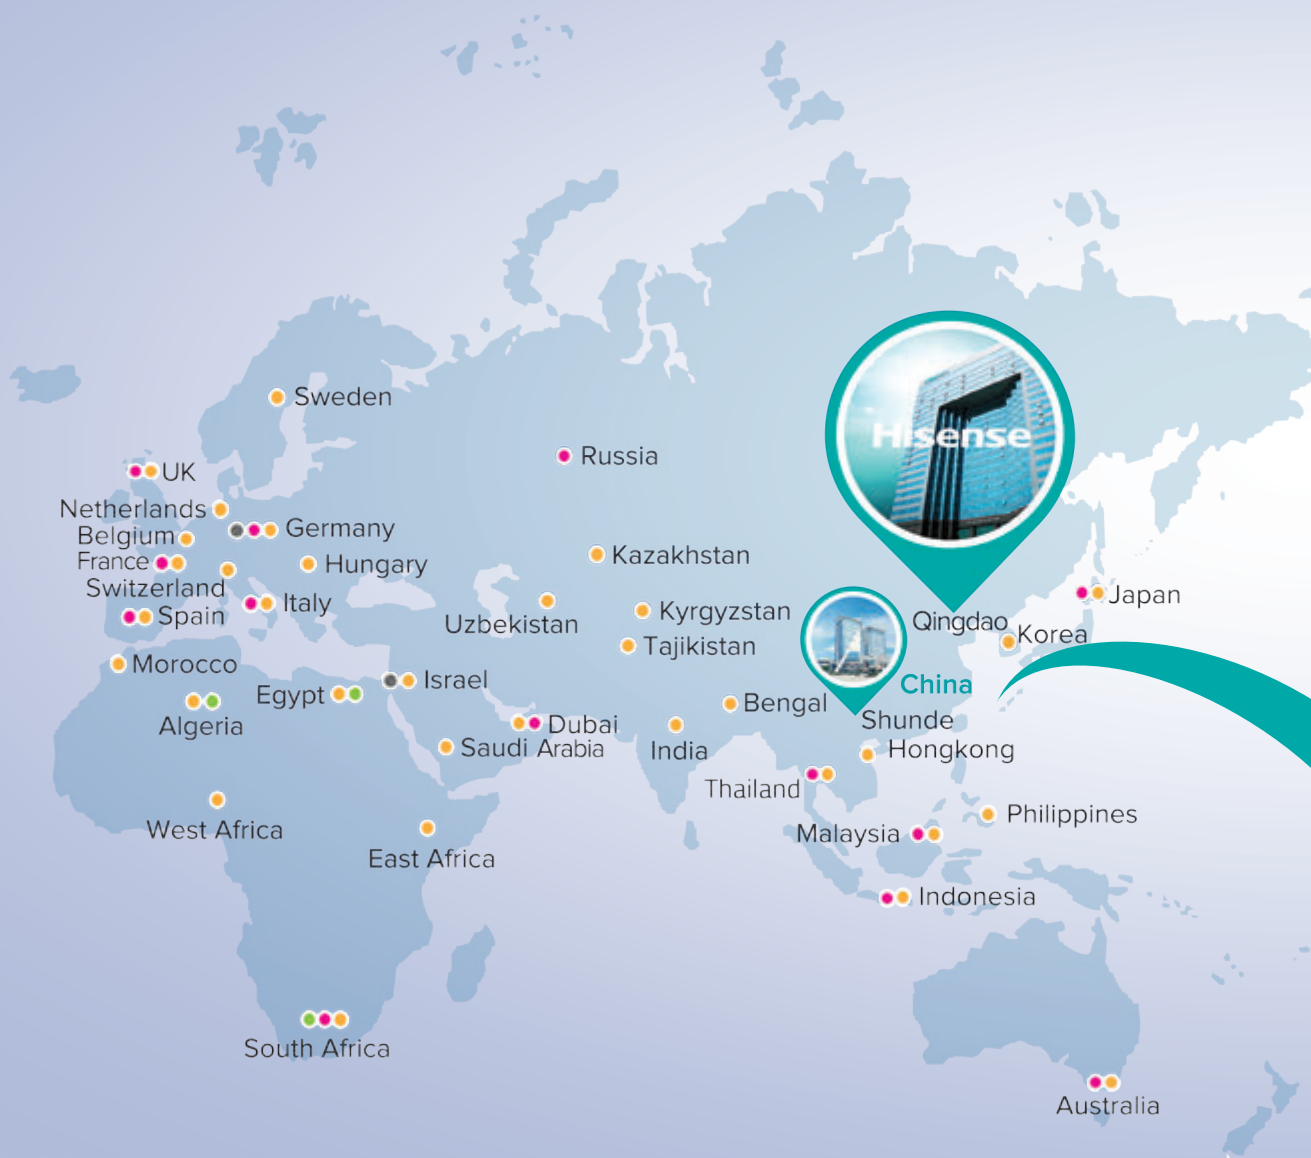 Sweden
Hisense
Russia
UK
Netherlands
Germany
Belgium
Kazakhstan
France
Hungary
Switzerland
Japan
Italy
Spain
Uzbekistan
Kyrgyzstan
Qingdao
Korea
Tajikistan
Morocco
Israel
China
Egypt
Bengal
Algeria
Dubai
Shunde
Saudi Arabia
India
Hongkong
Thailand
Philippines
West Africa
Malaysia
East Africa
Indonesia
South Africa
Australia